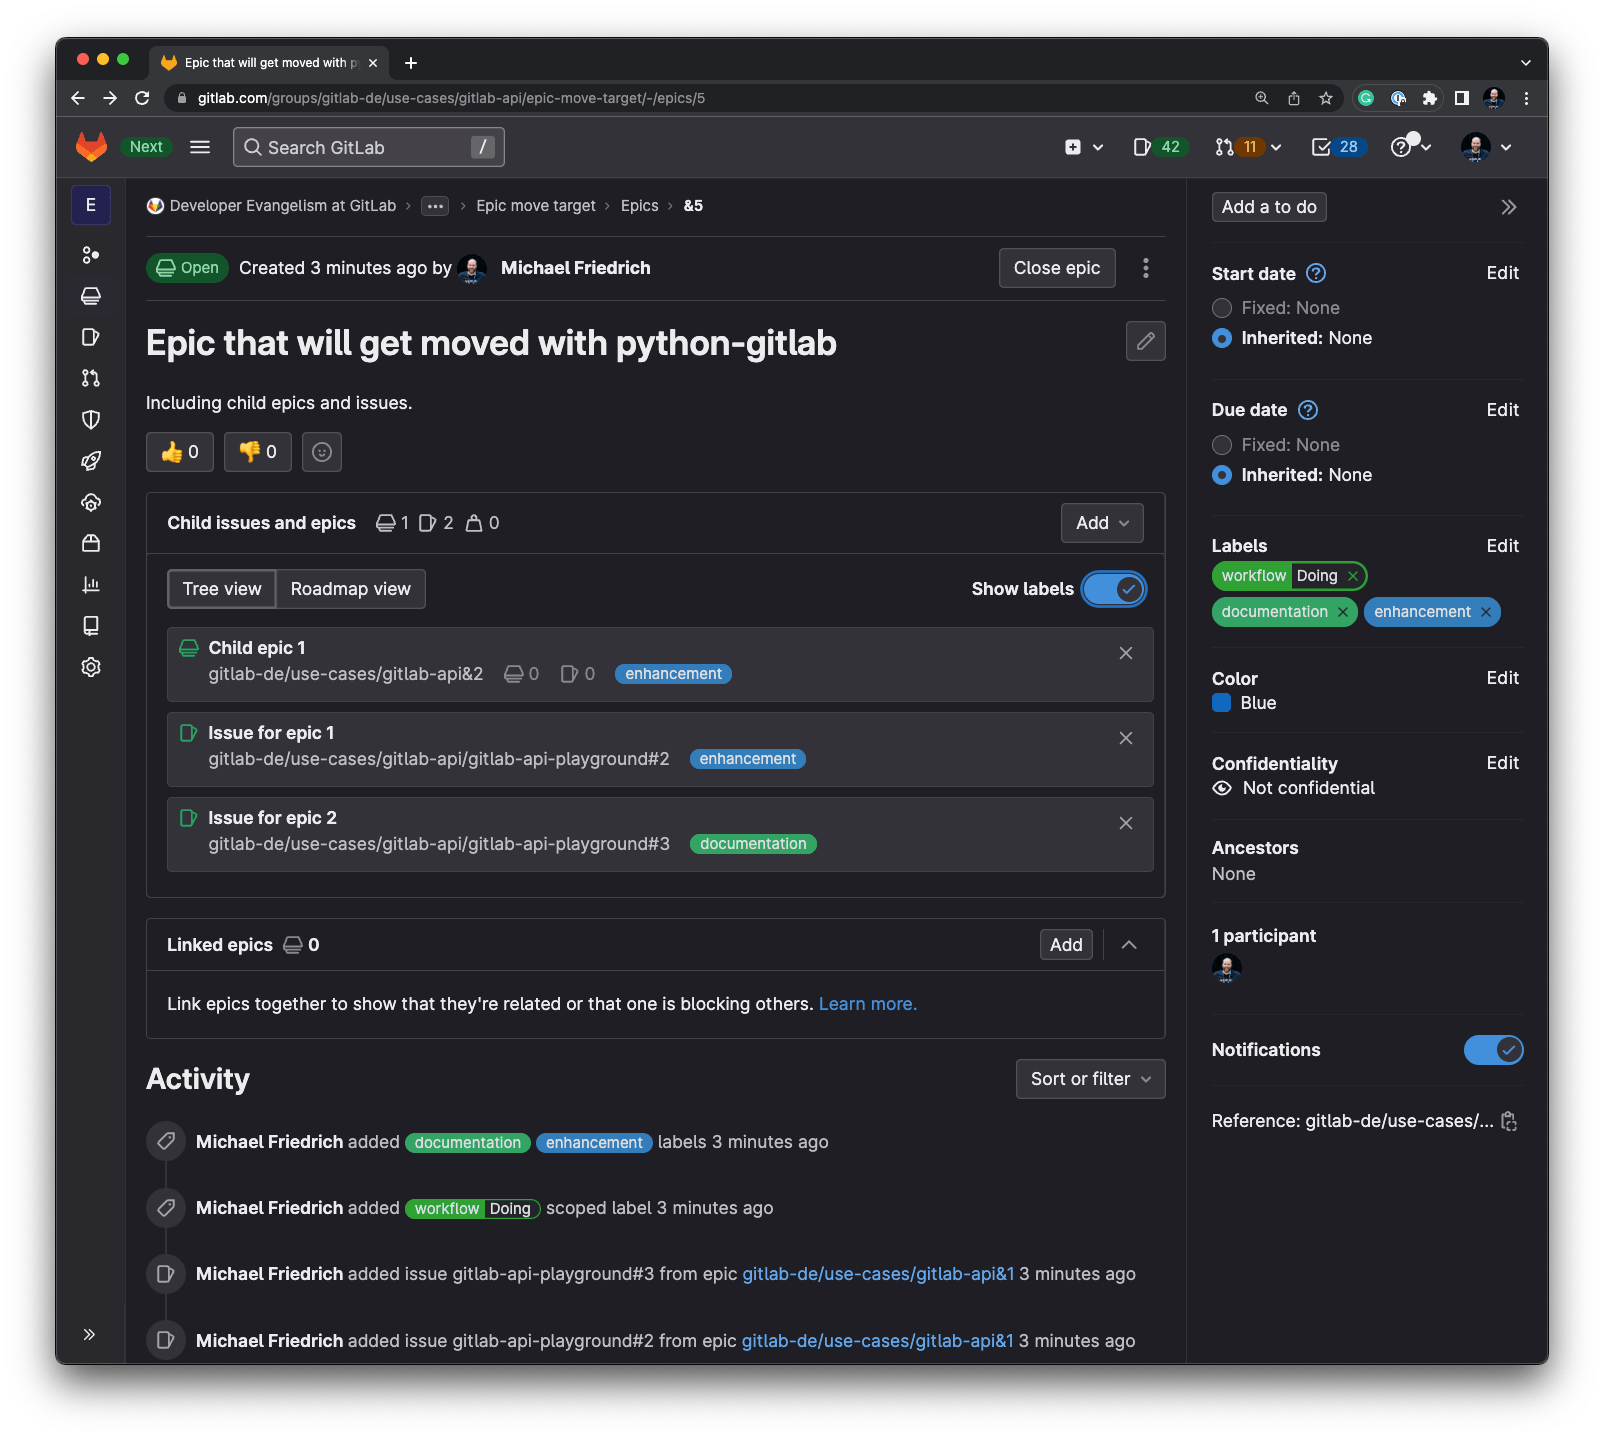 Epic that will get moved with p
gitlab.com/groups/gitlab-de/use-cases/gitlab-api/epic-move-target/-/epics/5
Next
Search GitLab
/
42
11
28
E
Developer Evangelism at GitLab › ... › Epic move target › Epics › &5
Open
Created 3 minutes ago by Michael Friedrich
Close epic
Epic that will get moved with python-gitlab
Including child epics and issues.
👍 0
👎 0
Child issues and epics 1 2 0
Add
Tree view
Roadmap view
Show labels
Child epic 1
gitlab-de/use-cases/gitlab-api&2 0 0 enhancement
Issue for epic 1
gitlab-de/use-cases/gitlab-api/gitlab-api-playground#2 enhancement
Issue for epic 2
gitlab-de/use-cases/gitlab-api/gitlab-api-playground#3 documentation
Linked epics 0
Add
Link epics together to show that they're related or that one is blocking others. Learn more.
Activity
Sort or filter
Michael Friedrich added documentation enhancement labels 3 minutes ago
Michael Friedrich added workflow Doing scoped label 3 minutes ago
Michael Friedrich added issue gitlab-api-playground#3 from epic gitlab-de/use-cases/gitlab-api&1 3 minutes ago
Michael Friedrich added issue gitlab-api-playground#2 from epic gitlab-de/use-cases/gitlab-api&1 3 minutes ago
Add a to do
Start date ? Edit
Fixed: None
Inherited: None
Due date ? Edit
Fixed: None
Inherited: None
Labels Edit
workflow Doing ×
documentation × enhancement ×
Color Edit
Blue
Confidentiality Edit
Not confidential
Ancestors
None
1 participant
Notifications
Reference: gitlab-de/use-cases/...